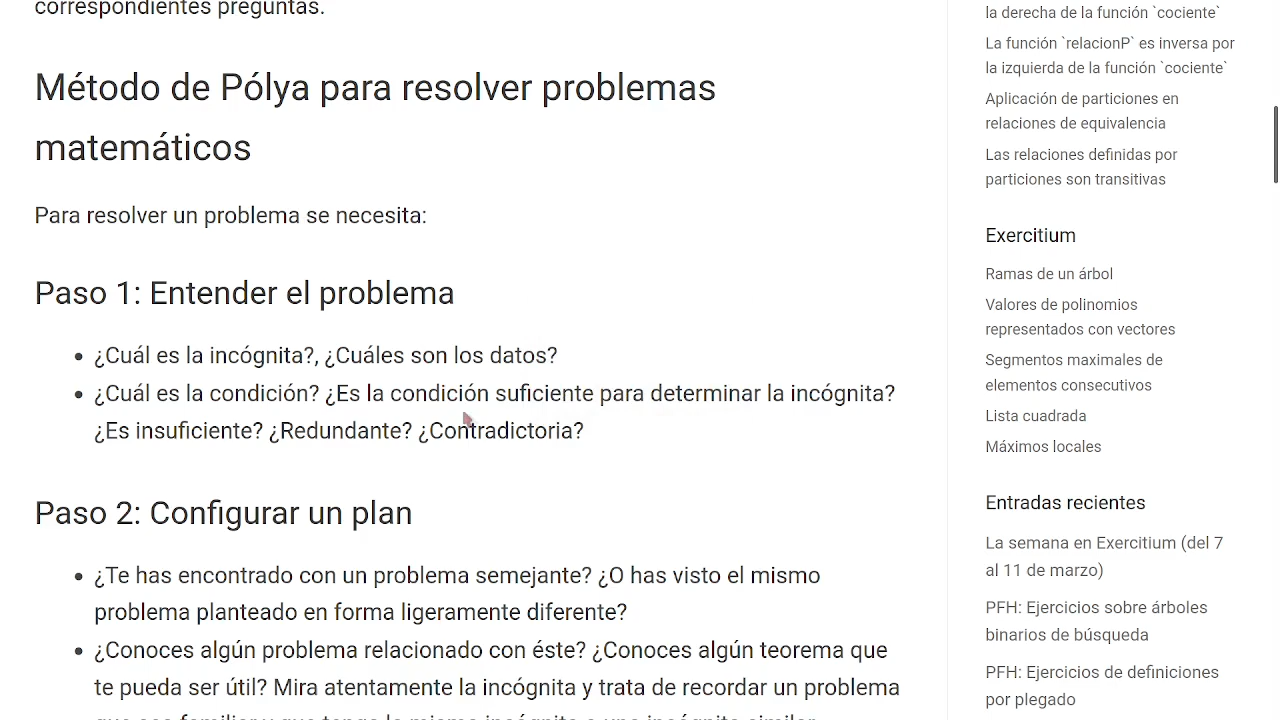 correspondientes preguntas.
Método de Pólya para resolver problemas
matemáticos
Para resolver un problema se necesita:
Paso 1: Entender el problema
• ¿Cuál es la incógnita?, ¿Cuáles son los datos?
• ¿Cuál es la condición? ¿Es la condición suficiente para determinar la incógnita?
¿Es insuficiente? ¿Redundante? ¿Contradictoria?
Paso 2: Configurar un plan
• ¿Te has encontrado con un problema semejante? ¿O has visto el mismo
problema planteado en forma ligeramente diferente?
• ¿Conoces algún problema relacionado con éste? ¿Conoces algún teorema que
te pueda ser útil? Mira atentamente la incógnita y trata de recordar un problema
la derecha de la función `cociente`
La función `relacionP` es inversa por
la izquierda de la función `cociente`
Aplicación de particiones en
relaciones de equivalencia
Las relaciones definidas por
particiones son transitivas
Exercitium
Ramas de un árbol
Valores de polinomios
representados con vectores
Segmentos maximales de
elementos consecutivos
Lista cuadrada
Máximos locales
Entradas recientes
La semana en Exercitium (del 7
al 11 de marzo)
PFH: Ejercicios sobre árboles
binarios de búsqueda
PFH: Ejercicios de definiciones
por plegado